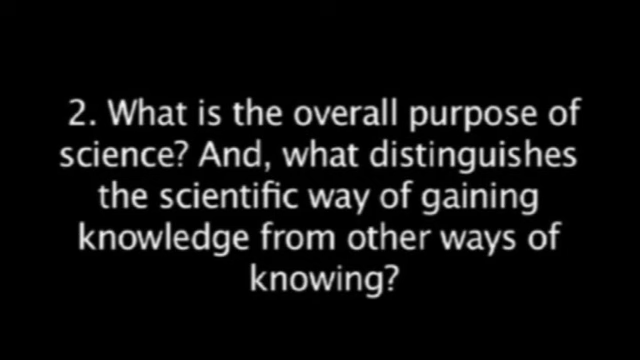 2. What is the overall purpose of
science? And, what distinguishes
the scientific way of gaining
knowledge from other ways of
knowing?